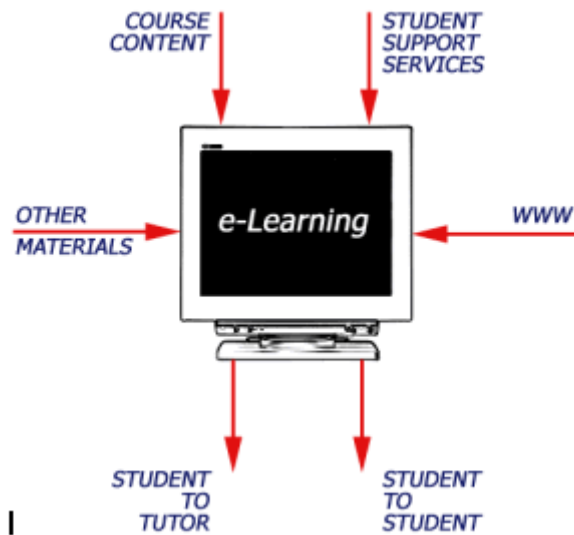 COURSE
CONTENT
STUDENT
SUPPORT
SERVICES
OTHER
MATERIALS
e-Learning
WWW
STUDENT
TO
TUTOR
STUDENT
TO
STUDENT
l